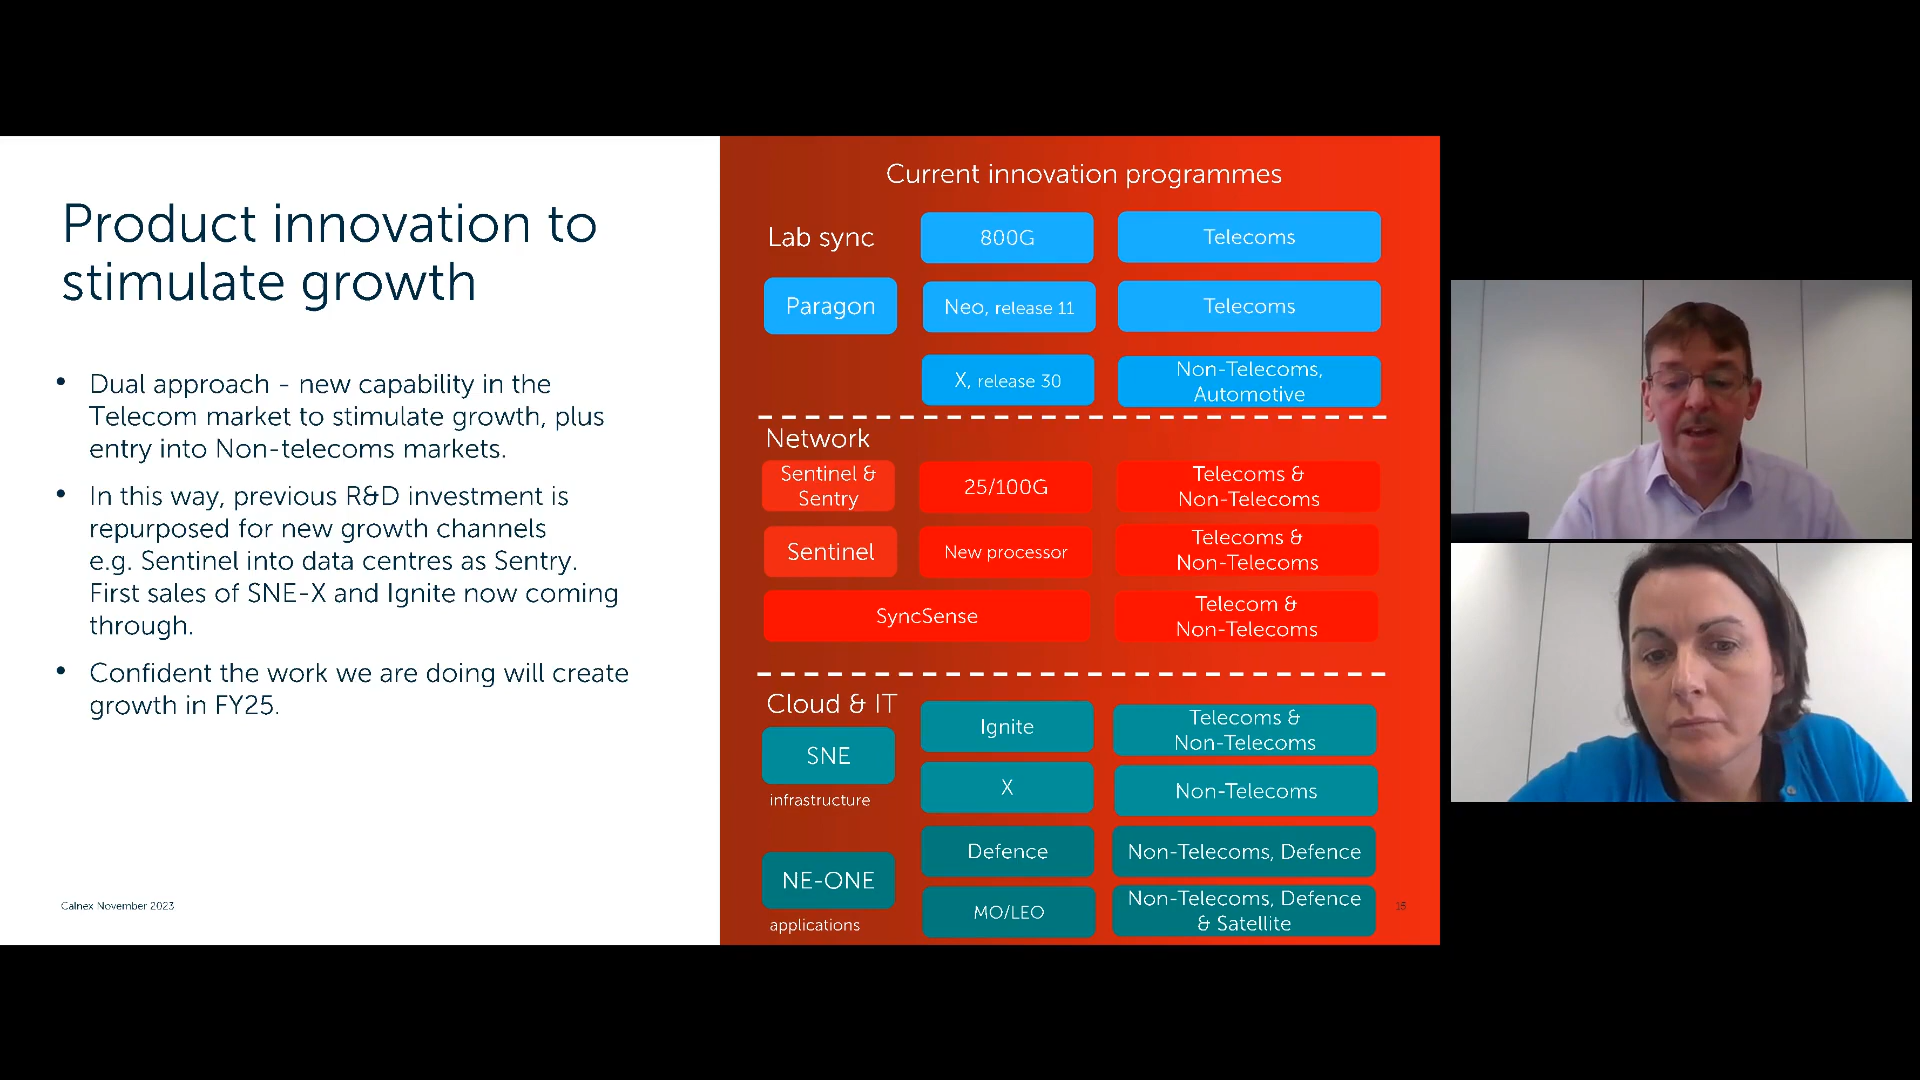 Product innovation to
stimulate growth
• Dual approach - new capability in the
Telecom market to stimulate growth, plus
entry into Non-telecoms markets.
• In this way, previous R&D investment is
repurposed for new growth channels
e.g. Sentinel into data centres as Sentry.
First sales of SNE-X and Ignite now coming
through.
• Confident the work we are doing will create
growth in FY25.
Calnex November 2023
Current innovation programmes
Lab sync
800G
Telecoms
Paragon
Neo, release 11
Telecoms
X, release 30
Non-Telecoms,
Automotive
Network
Sentinel &
Sentry
25/100G
Telecoms &
Non-Telecoms
Sentinel
New processor
Telecoms &
Non-Telecoms
SyncSense
Telecom &
Non-Telecoms
Cloud & IT
SNE
infrastructure
Ignite
Telecoms &
Non-Telecoms
X
Non-Telecoms
NE-ONE
applications
Defence
Non-Telecoms, Defence
MO/LEO
Non-Telecoms, Defence
& Satellite
15